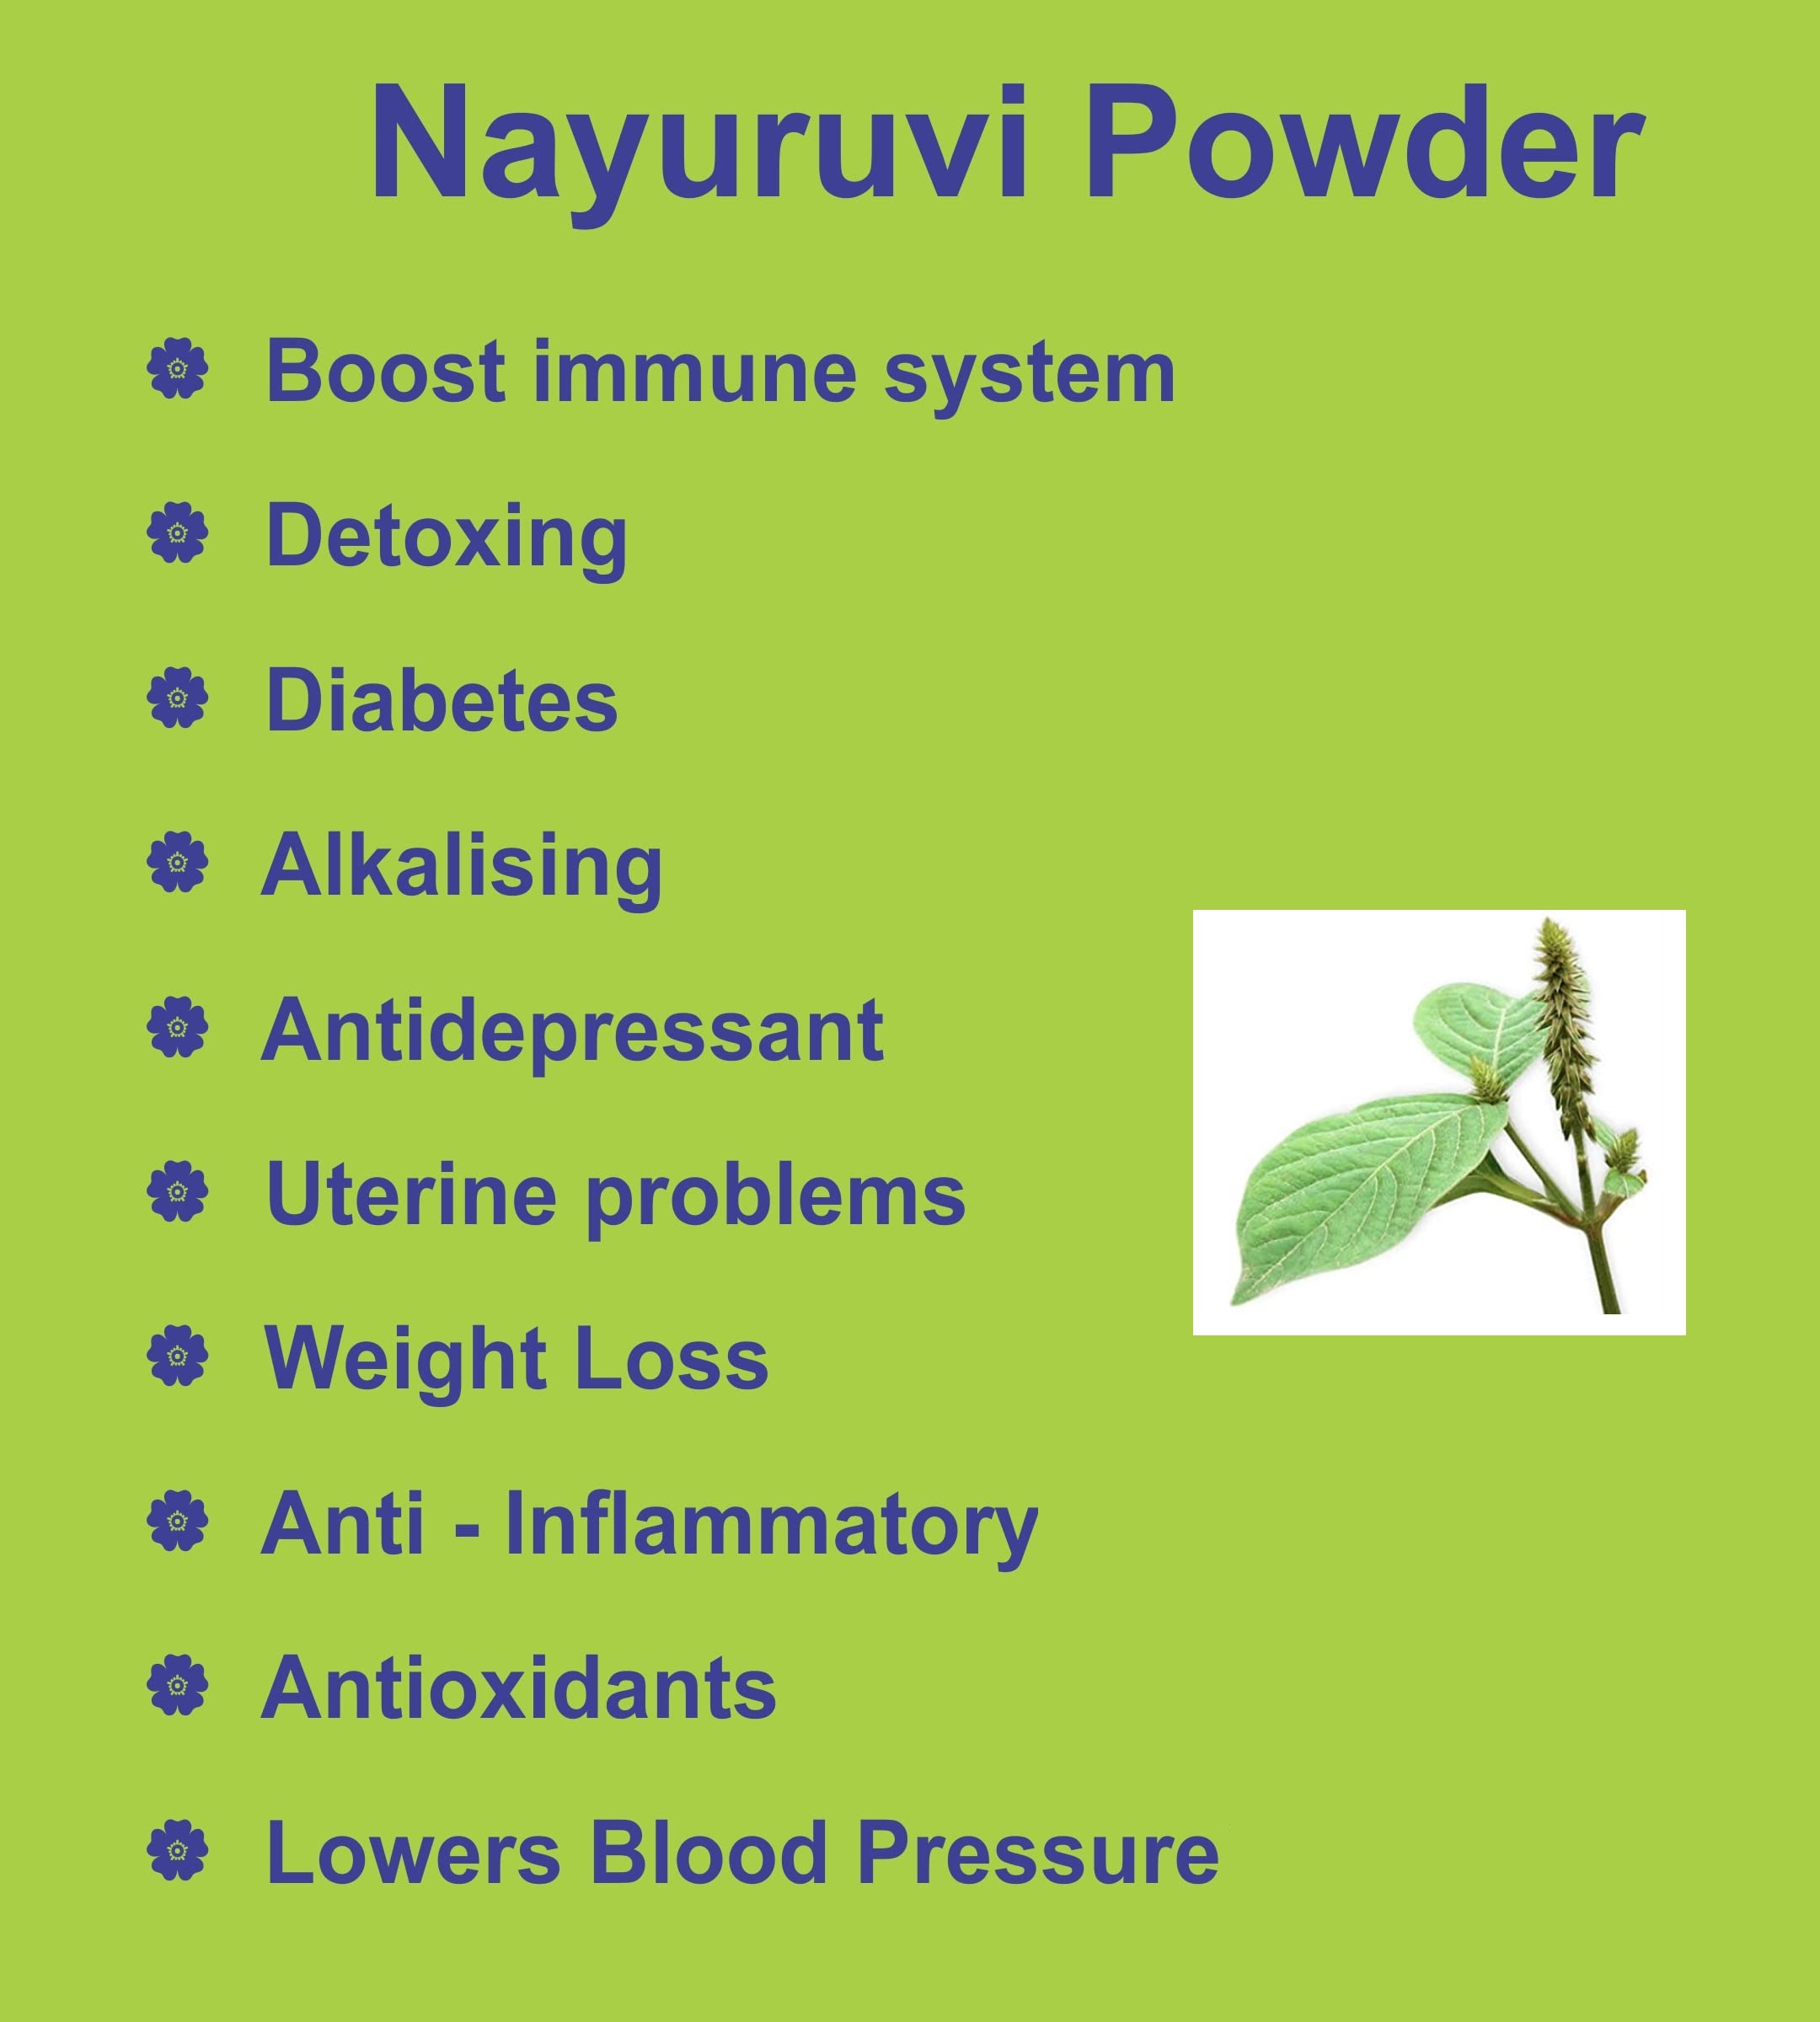 Nayuruvi Powder
Boost immune system
Detoxing
Diabetes
Alkalising
Antidepressant
Uterine problems
Weight Loss
Anti - Inflammatory
Antioxidants
Lowers Blood Pressure